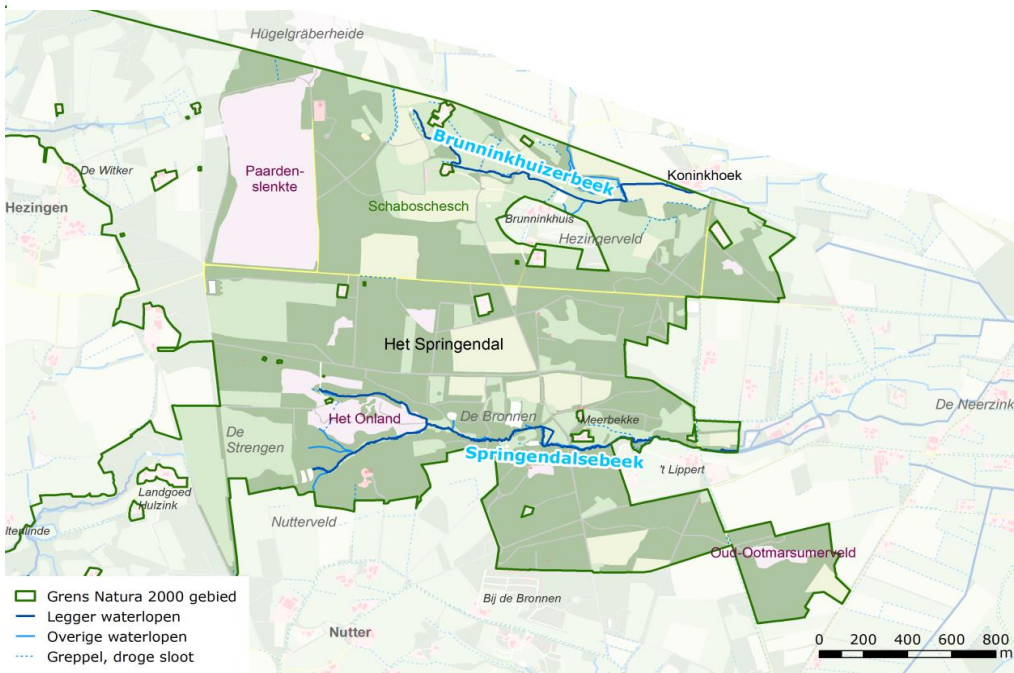 Hügelgräberheide
Brunninkhuizerbeek
De Witker
Paarden-
slenkte
Koninkhoek
Hezingen
Schaboschesch
Brunninkhuis
Hezingerveld
Het Springendal
De Neerzink
De Bronnen
Meerbekke
Het Onland
De
Strengen
Springendalsebeek
't Lippert
Landgoed
Hulzink
Nutterveld
Oud-Ootmarsumerveld
Bij de Bronnen
Nutter
Grens Natura 2000 gebied
Legger waterlopen
Overige waterlopen
Greppel, droge sloot
0 200 400 600 800
m